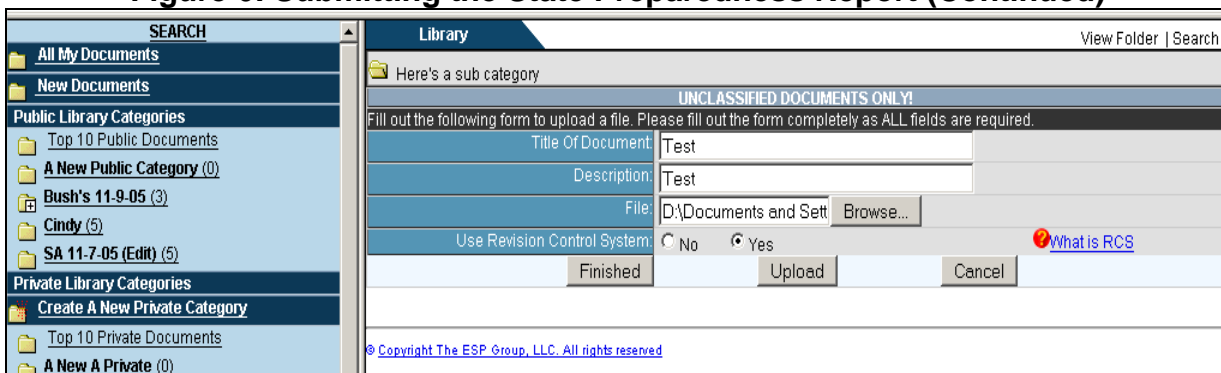 Figure 6. Submitting the State Preparedness Report (Continued)
SEARCH
All My Documents
New Documents
Public Library Categories
Top 10 Public Documents
A New Public Category (0)
Bush's 11-9-05 (3)
Cindy (5)
SA 11-7-05 (Edit) (5)
Private Library Categories
Create A New Private Category
Top 10 Private Documents
A New A Private (0)
Library
View Folder | Search
Here's a sub category
UNCLASSIFIED DOCUMENTS ONLY!
Fill out the following form to upload a file. Please fill out the form completely as ALL fields are required.
Title Of Document: Test
Description: Test
File: D:\Documents and Sett Browse...
Use Revision Control System: No Yes What is RCS
Finished Upload Cancel
© Copyright The ESP Group, LLC. All rights reserved